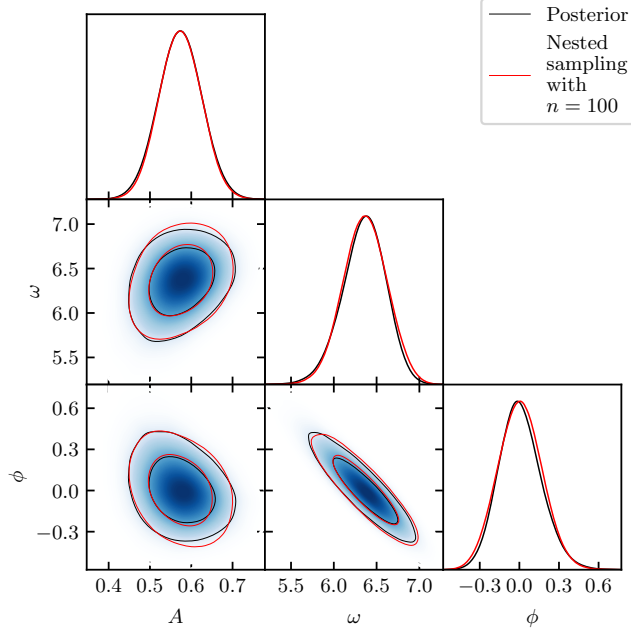 Posterior
Nested
sampling
with
n = 100
7.0
6.5
6.0
5.5
ω
0.6
0.3
0.0
−0.3
ϕ
0.4 0.5 0.6 0.7
5.5 6.0 6.5 7.0
−0.3 0.0 0.3 0.6
A ω ϕ